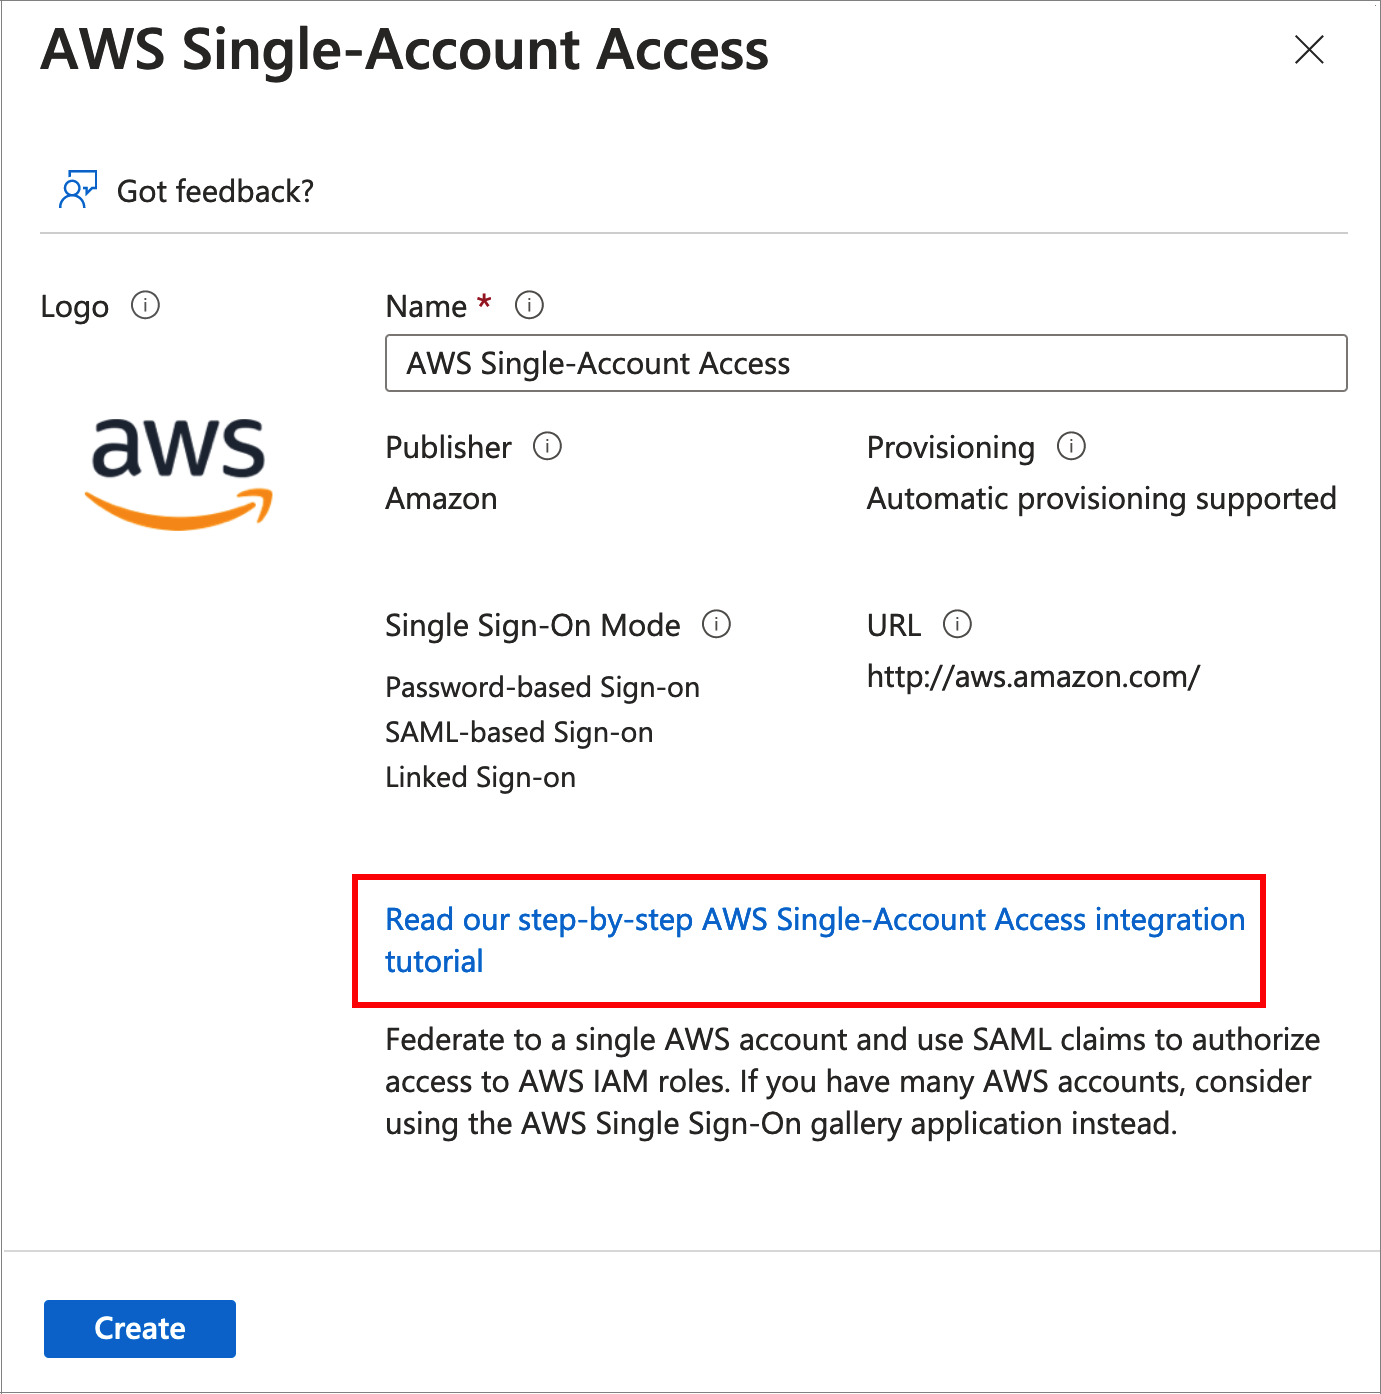 AWS Single-Account Access
Got feedback?
Logo
Name *
AWS Single-Account Access
aws
Publisher
Provisioning
Amazon
Automatic provisioning supported
Single Sign-On Mode
URL
Password-based Sign-on
http://aws.amazon.com/
SAML-based Sign-on
Linked Sign-on
Read our step-by-step AWS Single-Account Access integration
tutorial
Federate to a single AWS account and use SAML claims to authorize
access to AWS IAM roles. If you have many AWS accounts, consider
using the AWS Single Sign-On gallery application instead.
Create